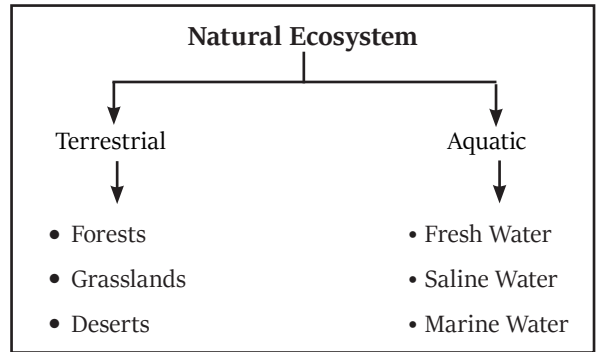 Natural Ecosystem
Terrestrial
Aquatic
• Forests
• Grasslands
• Deserts
• Fresh Water
• Saline Water
• Marine Water